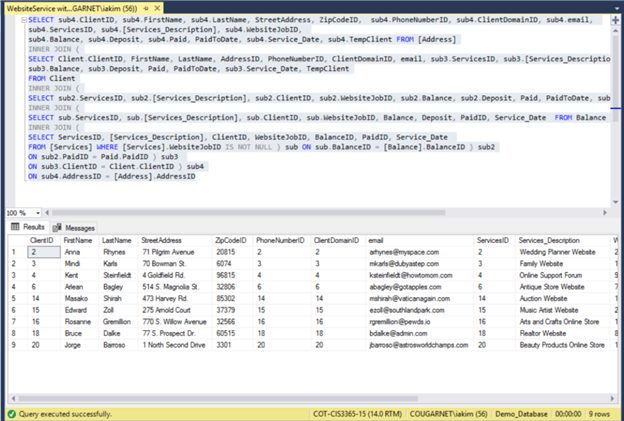 WebsiteService wit...GARNET\iakim (56))
SELECT sub4.ClientID, sub4.FirstName, sub4.LastName, StreetAddress, ZipCodeID, sub4.PhoneNumberID, sub4.ClientDomainID, sub4.email,
sub4.ServicesID, sub4.[Services_Description], sub4.WebsiteJobID,
sub4.Balance, sub4.Deposit, sub4.Paid, PaidToDate, sub4.Service_Date, sub4.TempClient FROM [Address]
INNER JOIN (
SELECT Client.ClientID, FirstName, LastName, AddressID, PhoneNumberID, ClientDomainID, email, sub3.ServicesID, sub3.[Services_Descriptio
sub3.Balance, sub3.Deposit, Paid, PaidToDate, sub3.Service_Date, TempClient
FROM Client
INNER JOIN (
SELECT sub2.ServicesID, sub2.[Services_Description], sub2.ClientID, sub2.WebsiteJobID, sub2.Balance, sub2.Deposit, Paid, PaidToDate, sub
INNER JOIN (
SELECT sub.ServicesID, sub.[Services_Description], sub.ClientID, sub.WebsiteJobID, Balance, Deposit, PaidID, Service_Date FROM Balance
INNER JOIN (
SELECT ServicesID, [Services_Description], ClientID, WebsiteJobID, BalanceID, PaidID, Service_Date
FROM [Services] WHERE [Services].WebsiteJobID IS NOT NULL ) sub ON sub.BalanceID = [Balance].BalanceID ) sub2
ON sub2.PaidID = Paid.PaidID ) sub3
ON sub3.ClientID = Client.ClientID ) sub4
ON sub4.AddressID = [Address].AddressID
100 %
Results Messages
ClientID FirstName LastName StreetAddress ZipCodeID PhoneNumberID ClientDomainID email ServicesID Services_Description W
1 2 Anna Rhynes 71 Pilgrim Avenue 20815 2 2 arhynes@myspace.com 2 Wedding Planner Website 2
2 3 Mindi Karls 70 Bowman St. 6074 3 3 mkarls@dubyastep.com 3 Family Website 1
3 4 Kent Steinfieldt 4 Goldfield Rd. 96815 4 4 ksteinfeldt@howtomom.com 4 Online Support Forum 9
4 6 Arlean Bagley 514 S. Magnolia St. 32806 6 6 abagley@gotapples.com 6 Antique Store Website 7
5 14 Masako Shirah 473 Harvey Rd. 85302 14 14 mshirah@vaticanagain.com 14 Auction Website 1
6 15 Edward Zoll 275 Arnold Court 37379 15 15 ezoll@southlandpark.com 15 Music Artist Website
7 16 Rosanne Gremillion 770 S. Willow Avenue 32566 16 16 rgremillion@pewds.io 16 Arts and Crafts Online Store
8 18 Bruce Dalke 77 S. Prospect Dr. 60515 18 18 bdalke@admin.com 18 Realtor Website 8
9 20 Jorge Barroso 1 North Second Drive 3301 20 20 jbarroso@astrosworldchamps.com 20 Beauty Products Online Store
Query executed successfully. COT-CIS3365-15 (14.0 RTM) COUGARNET\iakim (56) Demo_Database 00:00:00 9 rows